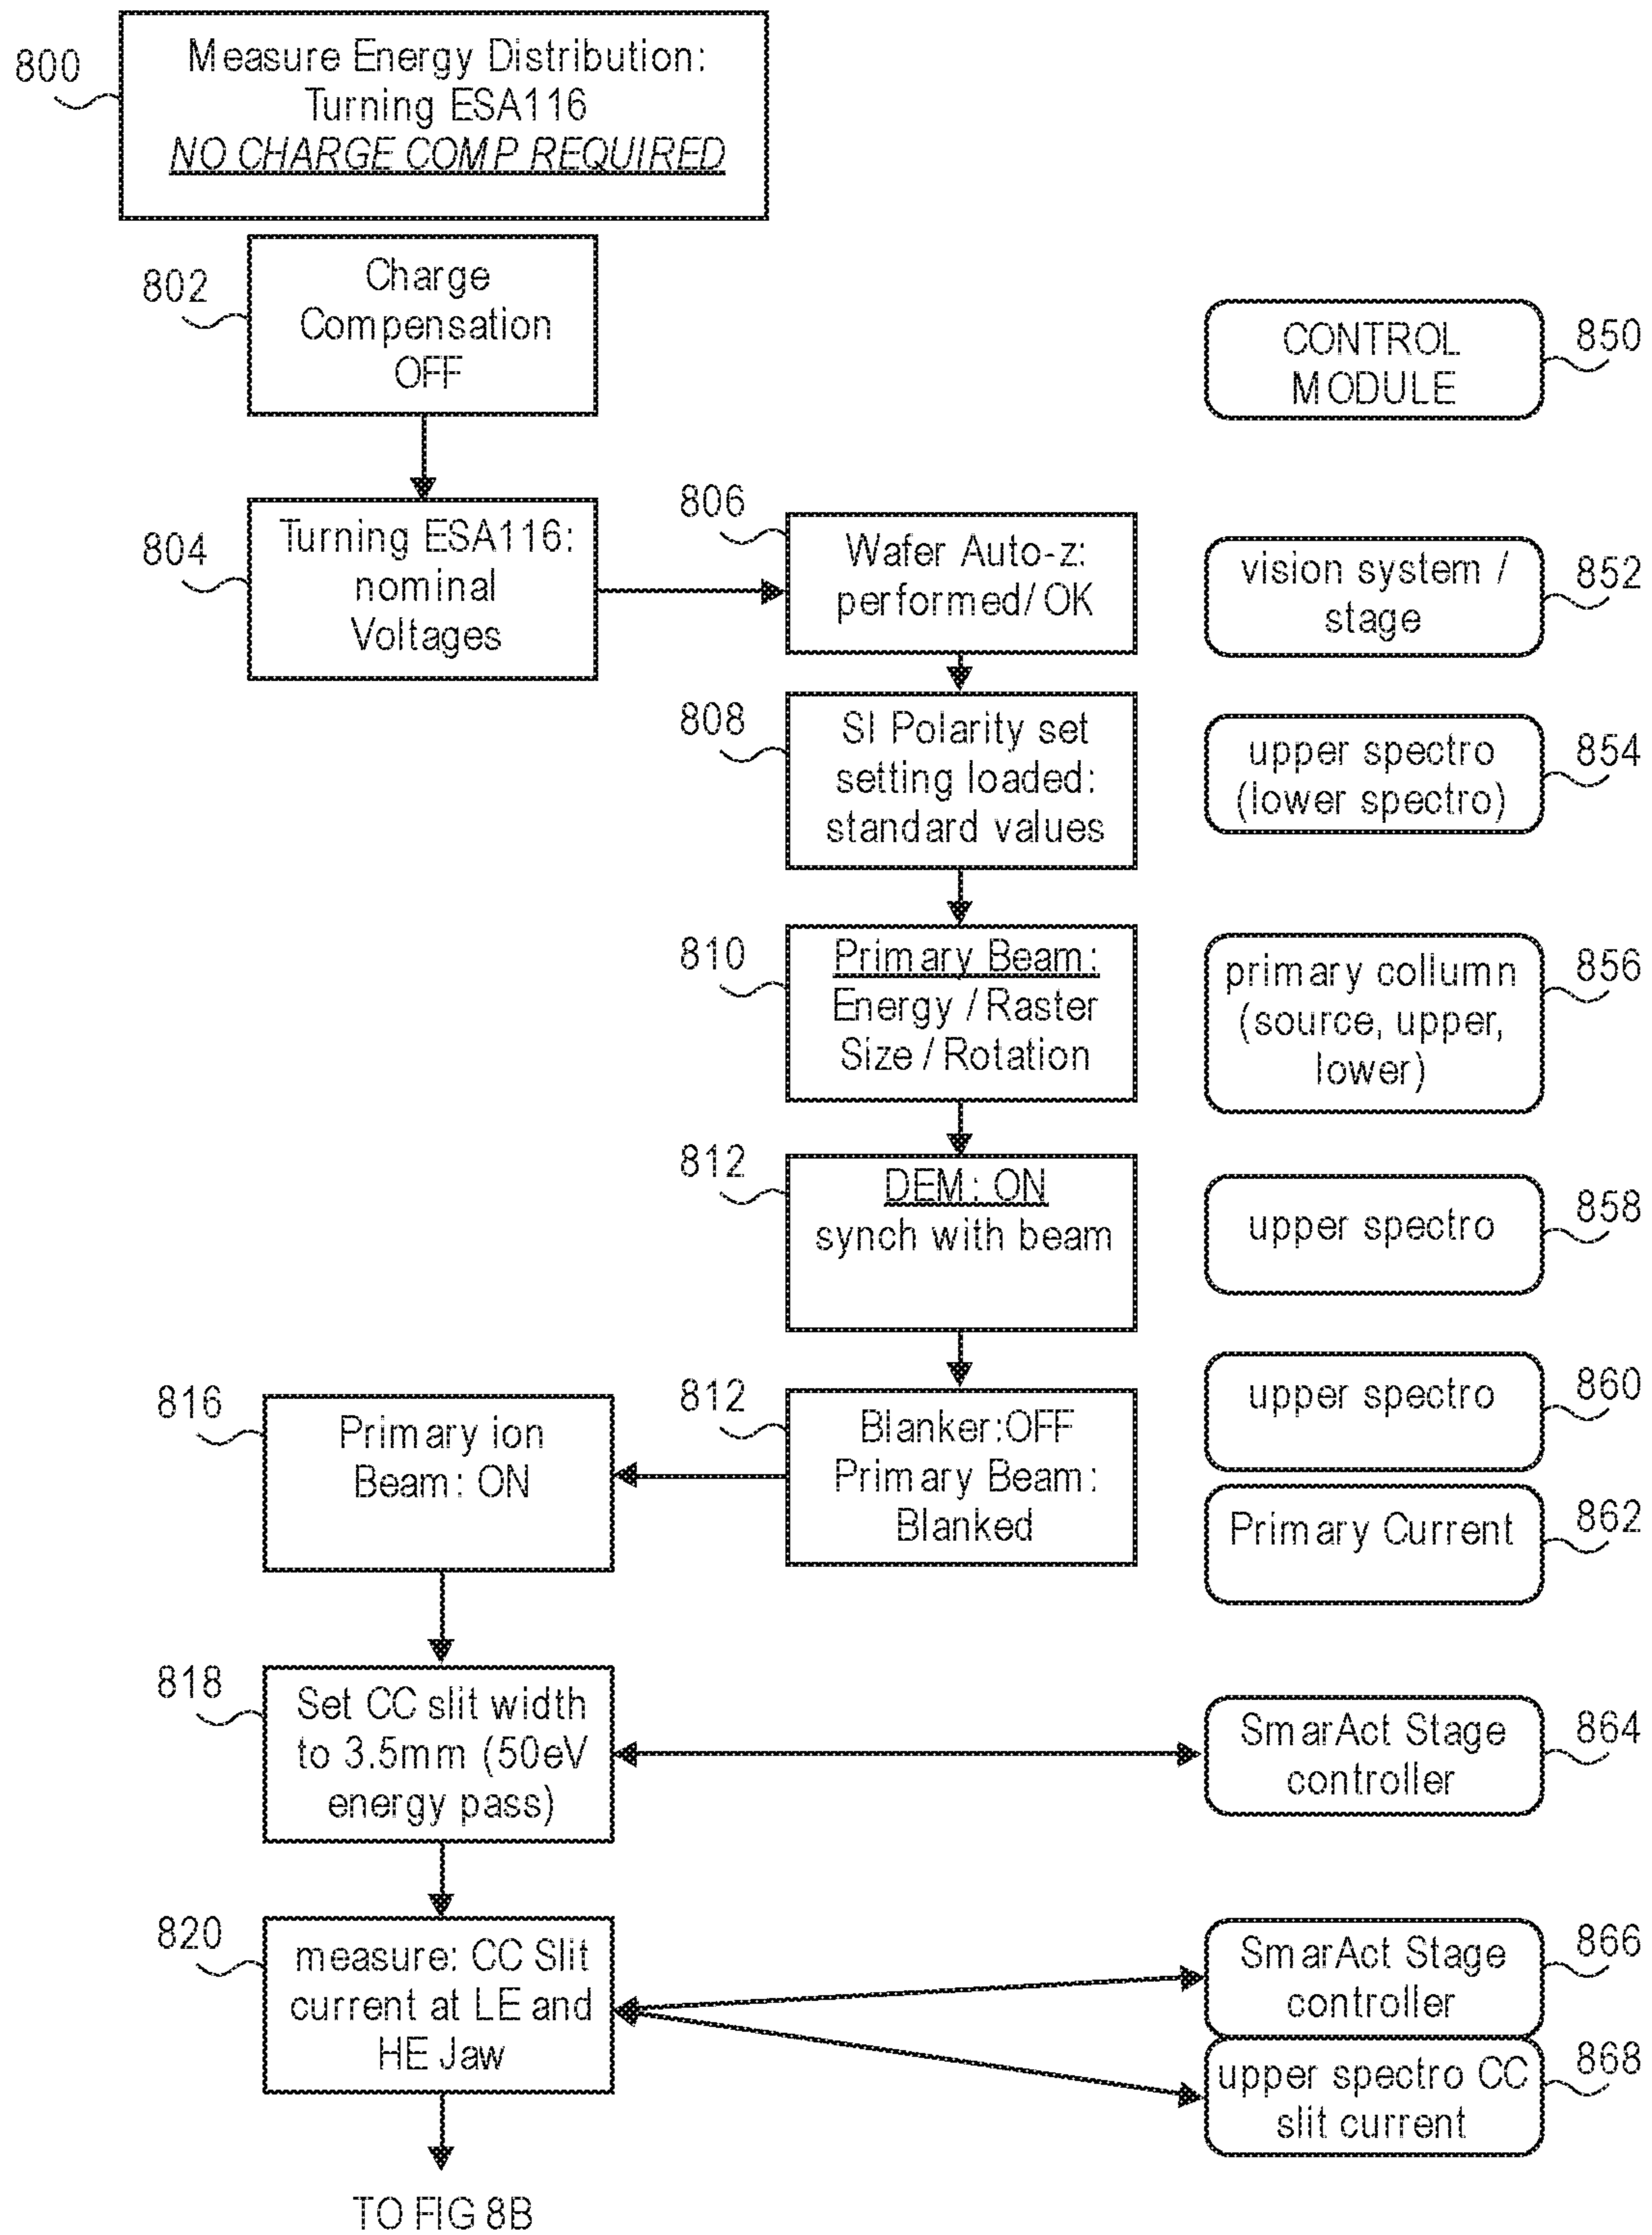 800
Measure Energy Distribution:
Turning ESA116
NO CHARGE COMP REQUIRED
802
Charge
Compensation
OFF
CONTROL
MODULE
850
804
Turning ESA116:
nominal
Voltages
806
Wafer Auto-z:
performed/ OK
vision system /
stage
852
808
SI Polarity set
setting loaded:
standard values
upper spectro
(lower spectro)
854
810
Primary Beam:
Energy / Raster
Size / Rotation
primary collumn
(source, upper,
lower)
856
812
DEM: ON
synch with beam
upper spectro
858
816
Primary ion
Beam: ON
812
Blanker:OFF
Primary Beam:
Blanked
upper spectro
860
Primary Current
862
818
Set CC slit width
to 3.5mm (50eV
energy pass)
SmarAct Stage
controller
864
820
measure: CC Slit
current at LE and
HE Jaw
SmarAct Stage
controller
866
upper spectro CC
slit current
868
TO FIG 8B